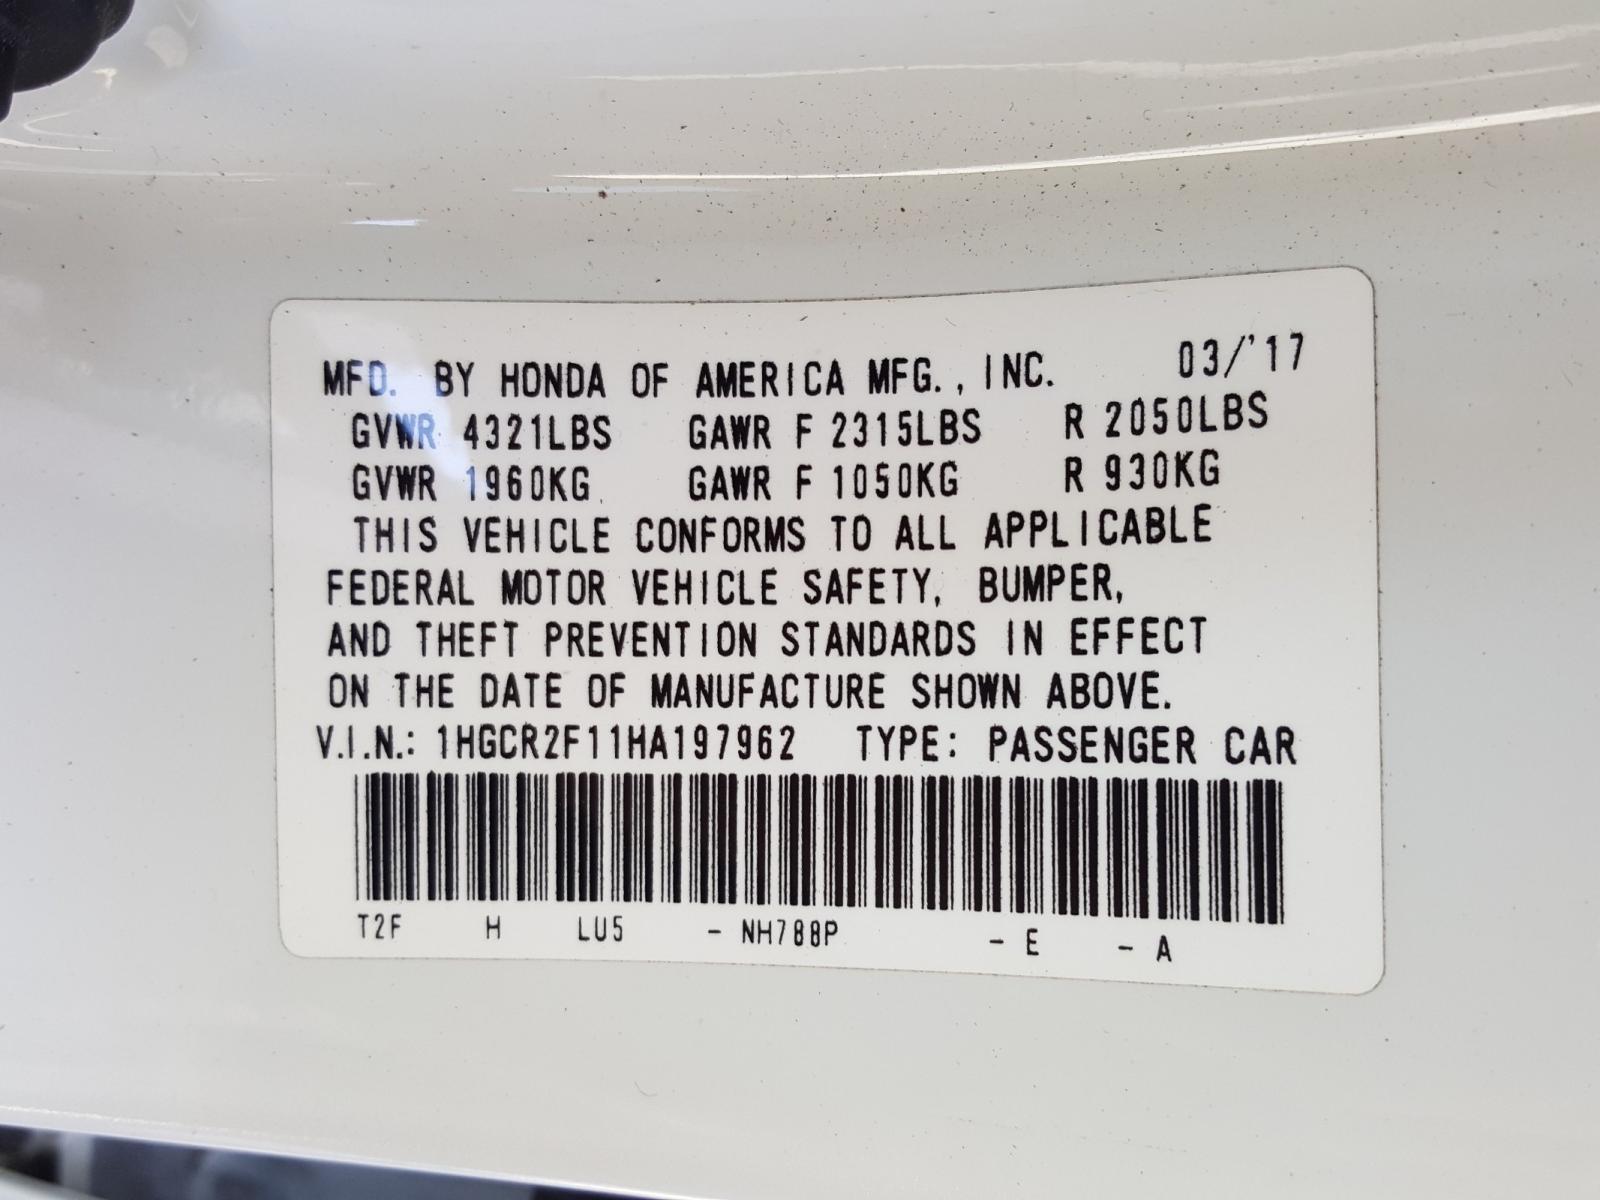 MFD. BY HONDA OF AMERICA MFG., INC. 03/'17
GVWR 4321LBS GAWR F 2315LBS R 2050LBS
GVWR 1960KG GAWR F 1050KG R 930KG
THIS VEHICLE CONFORMS TO ALL APPLICABLE
FEDERAL MOTOR VEHICLE SAFETY, BUMPER,
AND THEFT PREVENTION STANDARDS IN EFFECT
ON THE DATE OF MANUFACTURE SHOWN ABOVE.
V.I.N.: 1HGCR2F11HA197962 TYPE: PASSENGER CAR
T2F H LU5 - NH788P - E - A